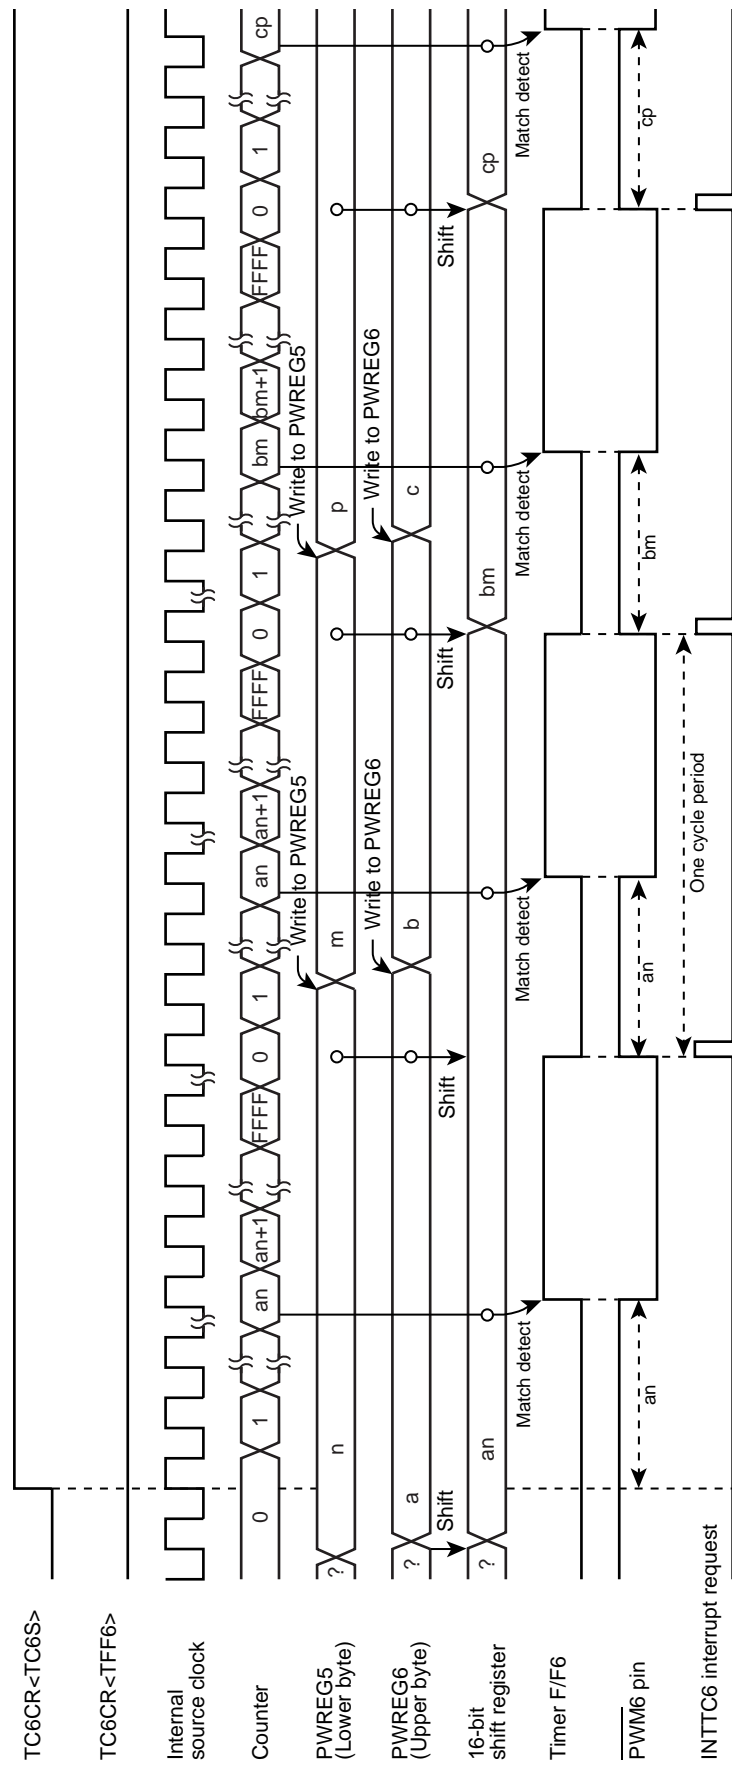 TC6CR<TC6S>
TC6CR<TFF6>
Internal
source clock
Counter
0
1
an
an+1
FFFF
0
1
an
an+1
FFFF
0
1
bm
bm+1
FFFF
0
1
cp
Write to PWREG5
Write to PWREG5
PWREG5
(Lower byte)
?
n
m
p
Write to PWREG6
Write to PWREG6
PWREG6
(Upper byte)
?
a
b
c
Shift
Shift
Shift
Shift
16-bit
shift register
?
an
bm
cp
Match detect
Match detect
Match detect
Match detect
Timer F/F6
PWM6 pin
an
an
bm
cp
One cycle period
INTTC6 interrupt request